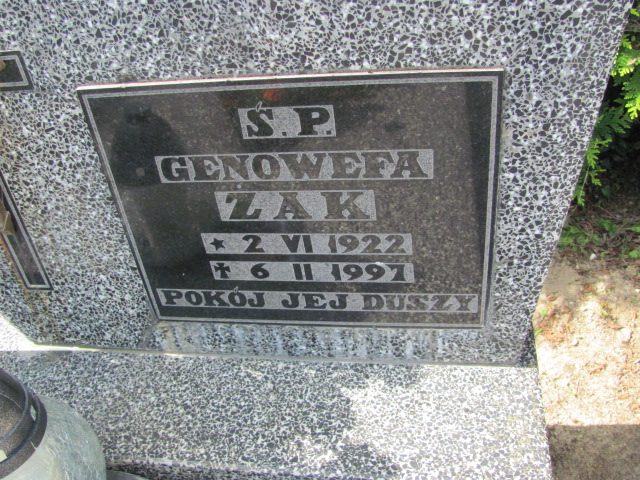 Ś. P.
GENOWEFA
ŻAK
* 2 VI 1922
✝ 6 II 1997
POKÓJ JEJ DUSZY